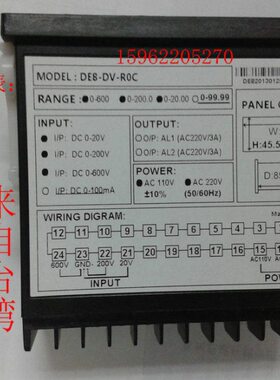 15962205270
MODEL: DE8-DV-R0C
RANGE: 0-600 0-200.0 0-20.00 0-99.99
PANEL
INPUT:
I/P: DC 0-20V
I/P: DC 0-200V
I/P: DC 0-600V
I/P: DC 0-100mA
OUTPUT:
O/P: AL1 (AC220V/3A)
O/P: AL2 (AC220V/3A)
POWER:
AC 110V AC 220V
±10% (50/60Hz)
W:
H:45.5
WIRING DIGRAM:
12 11 10 9 8 7 6 5 4 3
24 23 22 21 20 19 18 17 16 15
600V GND- 200V 20V
AC110V
INPUT
来自台湾